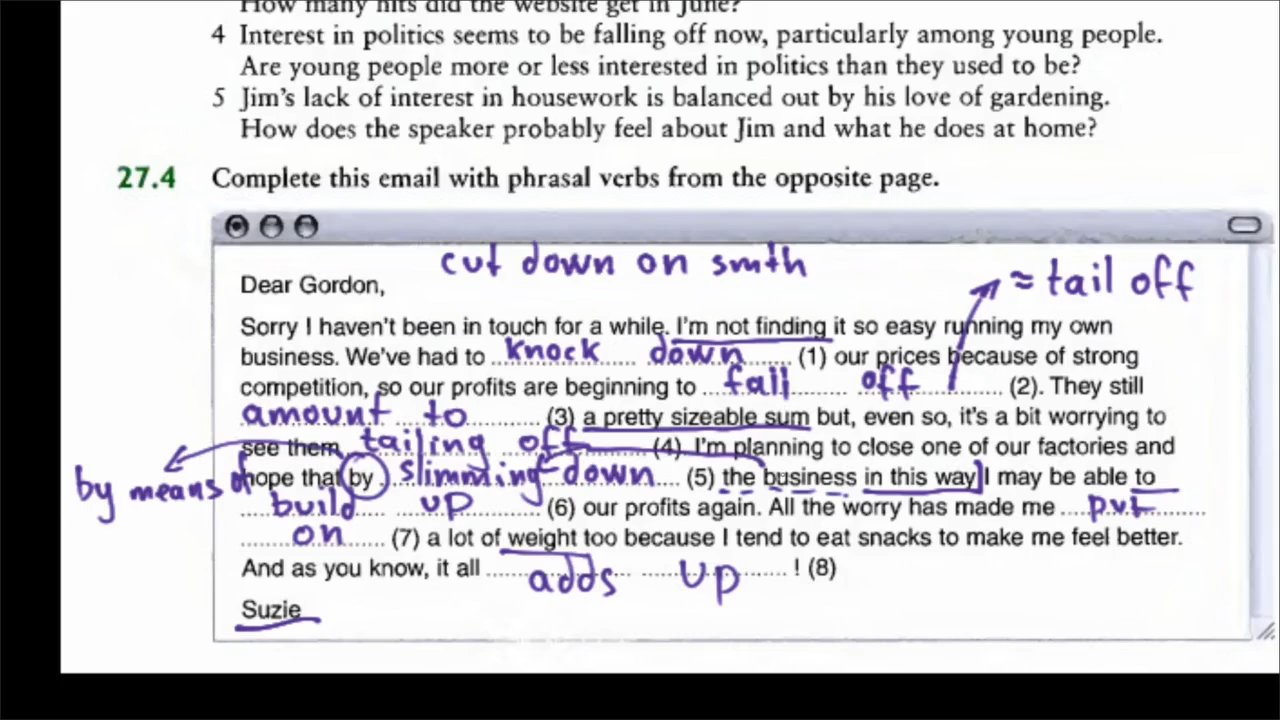 How many hits did the website get in June?
4 Interest in politics seems to be falling off now, particularly among young people.
Are young people more or less interested in politics than they used to be?
5 Jim's lack of interest in housework is balanced out by his love of gardening.
How does the speaker probably feel about Jim and what he does at home?
27.4 Complete this email with phrasal verbs from the opposite page.
cut down on smth
≈ tail off
Dear Gordon,
Sorry I haven't been in touch for a while. I'm not finding it so easy running my own
business. We've had to knock down (1) our prices because of strong
competition, so our profits are beginning to fall off (2). They still
amount to (3) a pretty sizeable sum but, even so, it's a bit worrying to
see them tailing off (4). I'm planning to close one of our factories and
by means of
hope that by slimming down (5) the business in this way I may be able to
build up (6) our profits again. All the worry has made me put
on (7) a lot of weight too because I tend to eat snacks to make me feel better.
And as you know, it all adds up ! (8)
Suzie